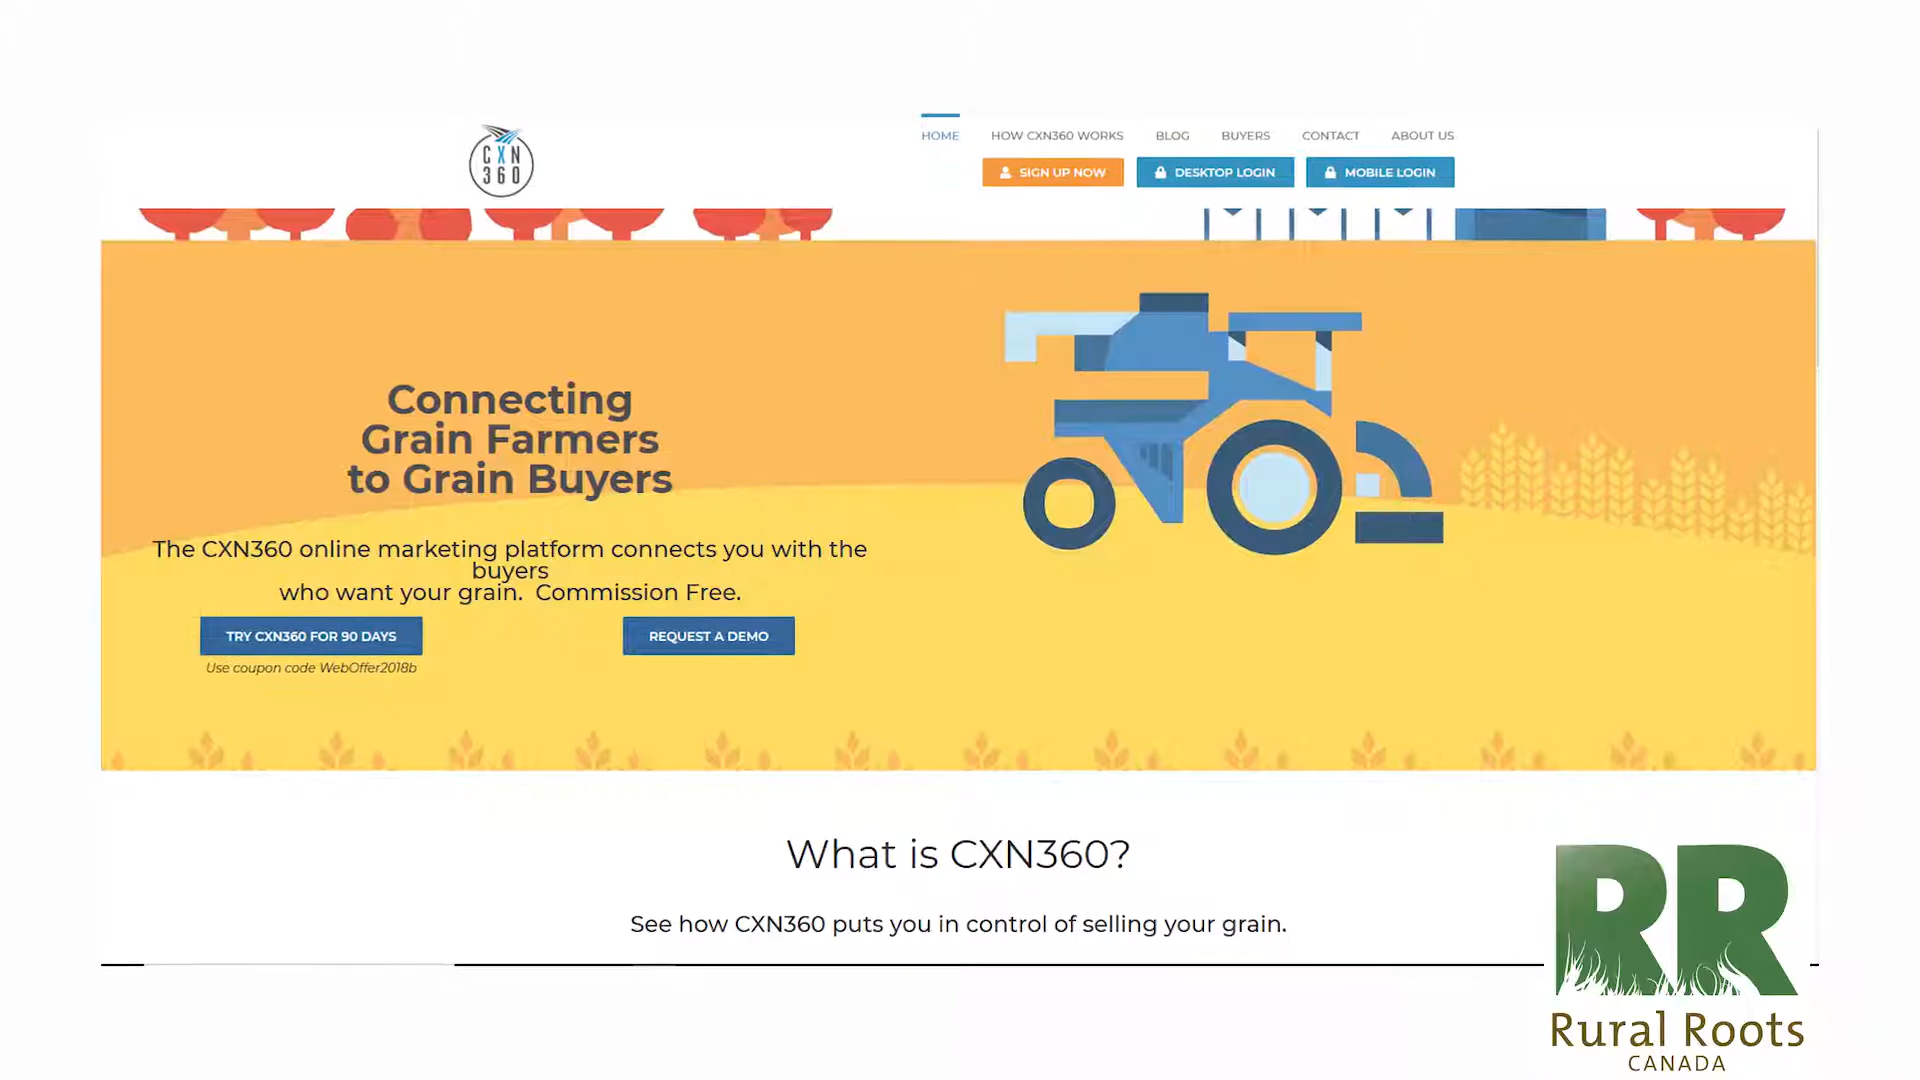 CXN
360
HOME
HOW CXN360 WORKS
BLOG
BUYERS
CONTACT
ABOUT US
SIGN UP NOW
DESKTOP LOGIN
MOBILE LOGIN
Connecting
Grain Farmers
to Grain Buyers
The CXN360 online marketing platform connects you with the
buyers
who want your grain.  Commission Free.
TRY CXN360 FOR 90 DAYS
REQUEST A DEMO
Use coupon code WebOffer2018b
What is CXN360?
See how CXN360 puts you in control of selling your grain.
RR
Rural Roots
CANADA